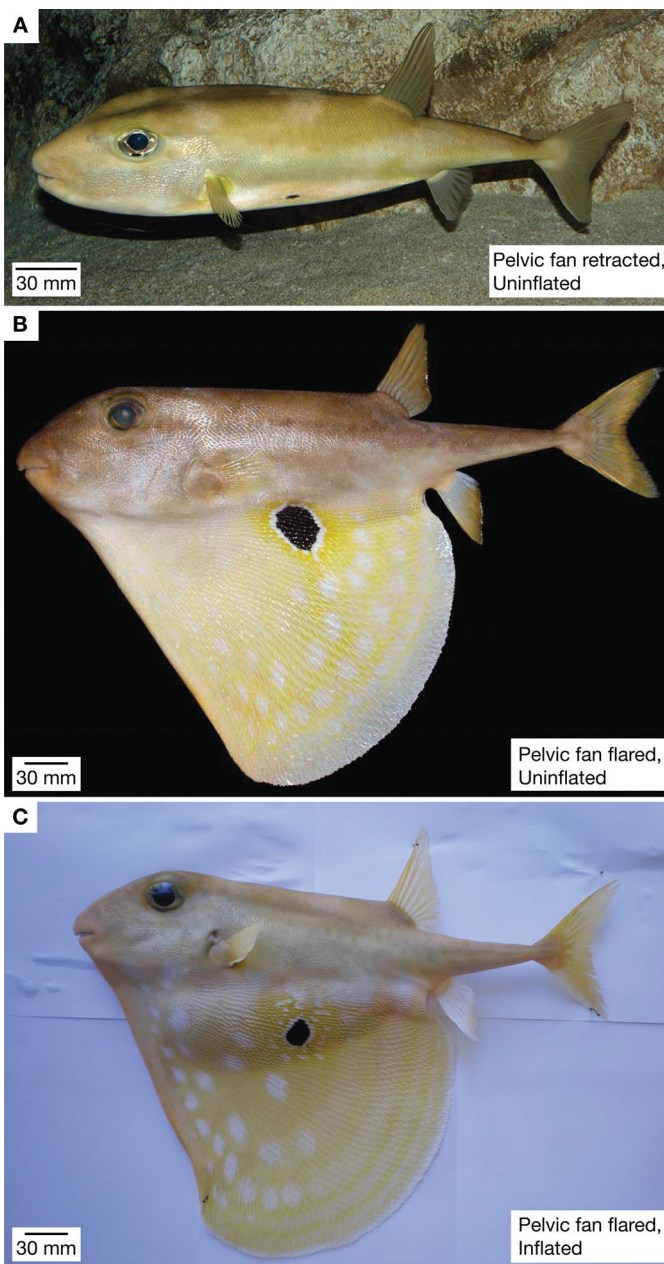 A
30 mm
Pelvic fan retracted,
Uninflated
B
30 mm
Pelvic fan flared,
Uninflated
C
30 mm
Pelvic fan flared,
Inflated